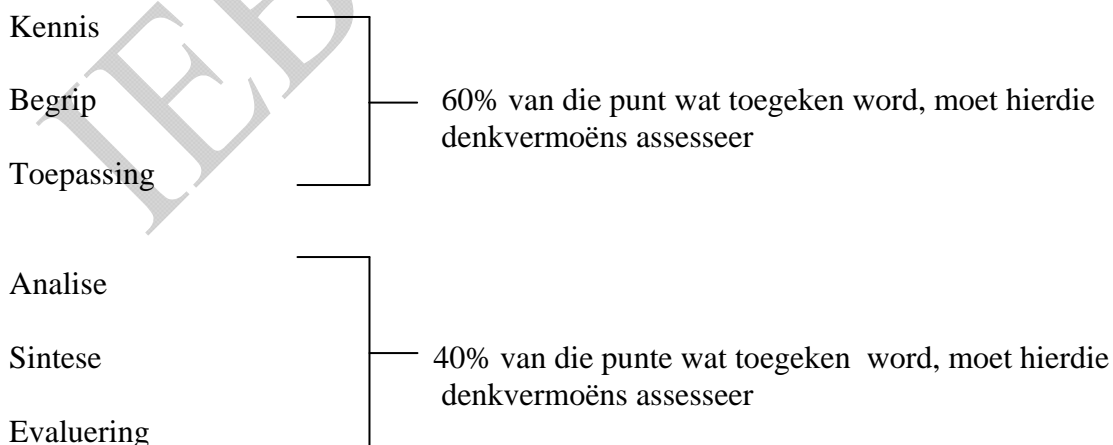 Kennis
Begrip
60% van die punt wat toegeken word, moet hierdie
denkvermoëns assesseer
Toepassing
Analise
Sintese
40% van die punte wat toegeken word, moet hierdie
denkvermoëns assesseer
Evaluering
IEB